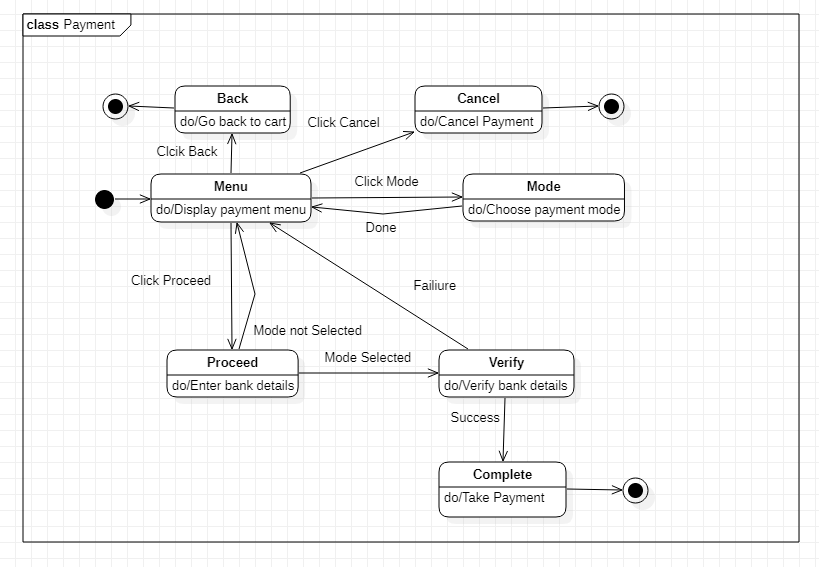 class Payment
Back
do/Go back to cart
Cancel
do/Cancel Payment
Click Cancel
Clcik Back
Menu
do/Display payment menu
Click Mode
Mode
do/Choose payment mode
Done
Click Proceed
Failiure
Mode not Selected
Proceed
do/Enter bank details
Mode Selected
Verify
do/Verify bank details
Success
Complete
do/Take Payment